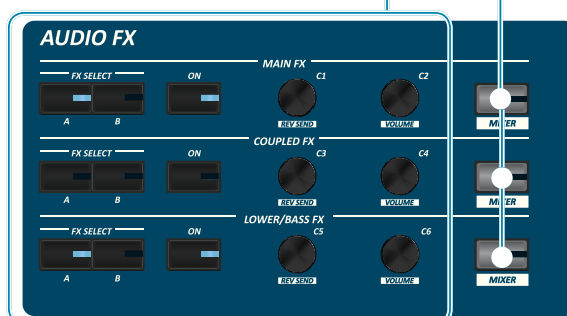 AUDIO FX
MAIN FX
FX SELECT ON C1 C2
A B REV SEND VOLUME MIXER
COUPLED FX
FX SELECT ON C3 C4
A B REV SEND VOLUME MIXER
LOWER/BASS FX
FX SELECT ON C5 C6
A B REV SEND VOLUME MIXER